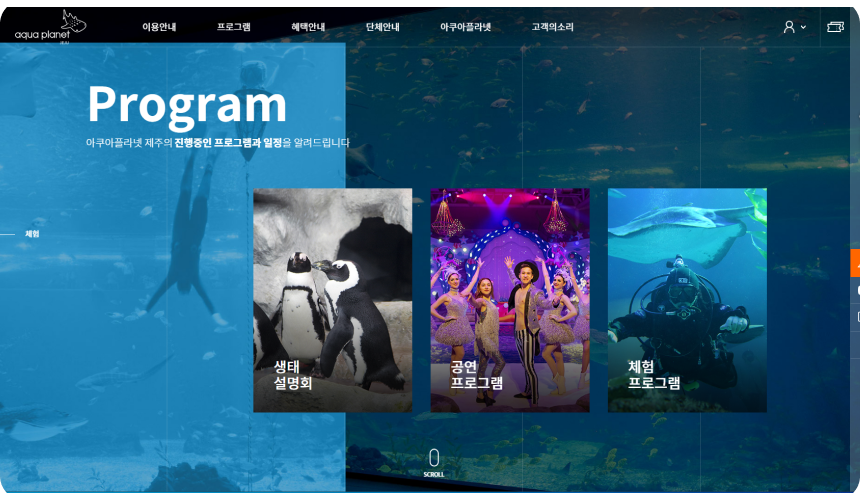 aqua planet
JEJU
이용안내 프로그램 혜택안내 단체안내 아쿠아플라넷 고객의소리
Program
아쿠아플라넷 제주의 진행중인 프로그램과 일정을 알려드립니다
체험
생태
설명회
공연
프로그램
체험
프로그램
SCROLL